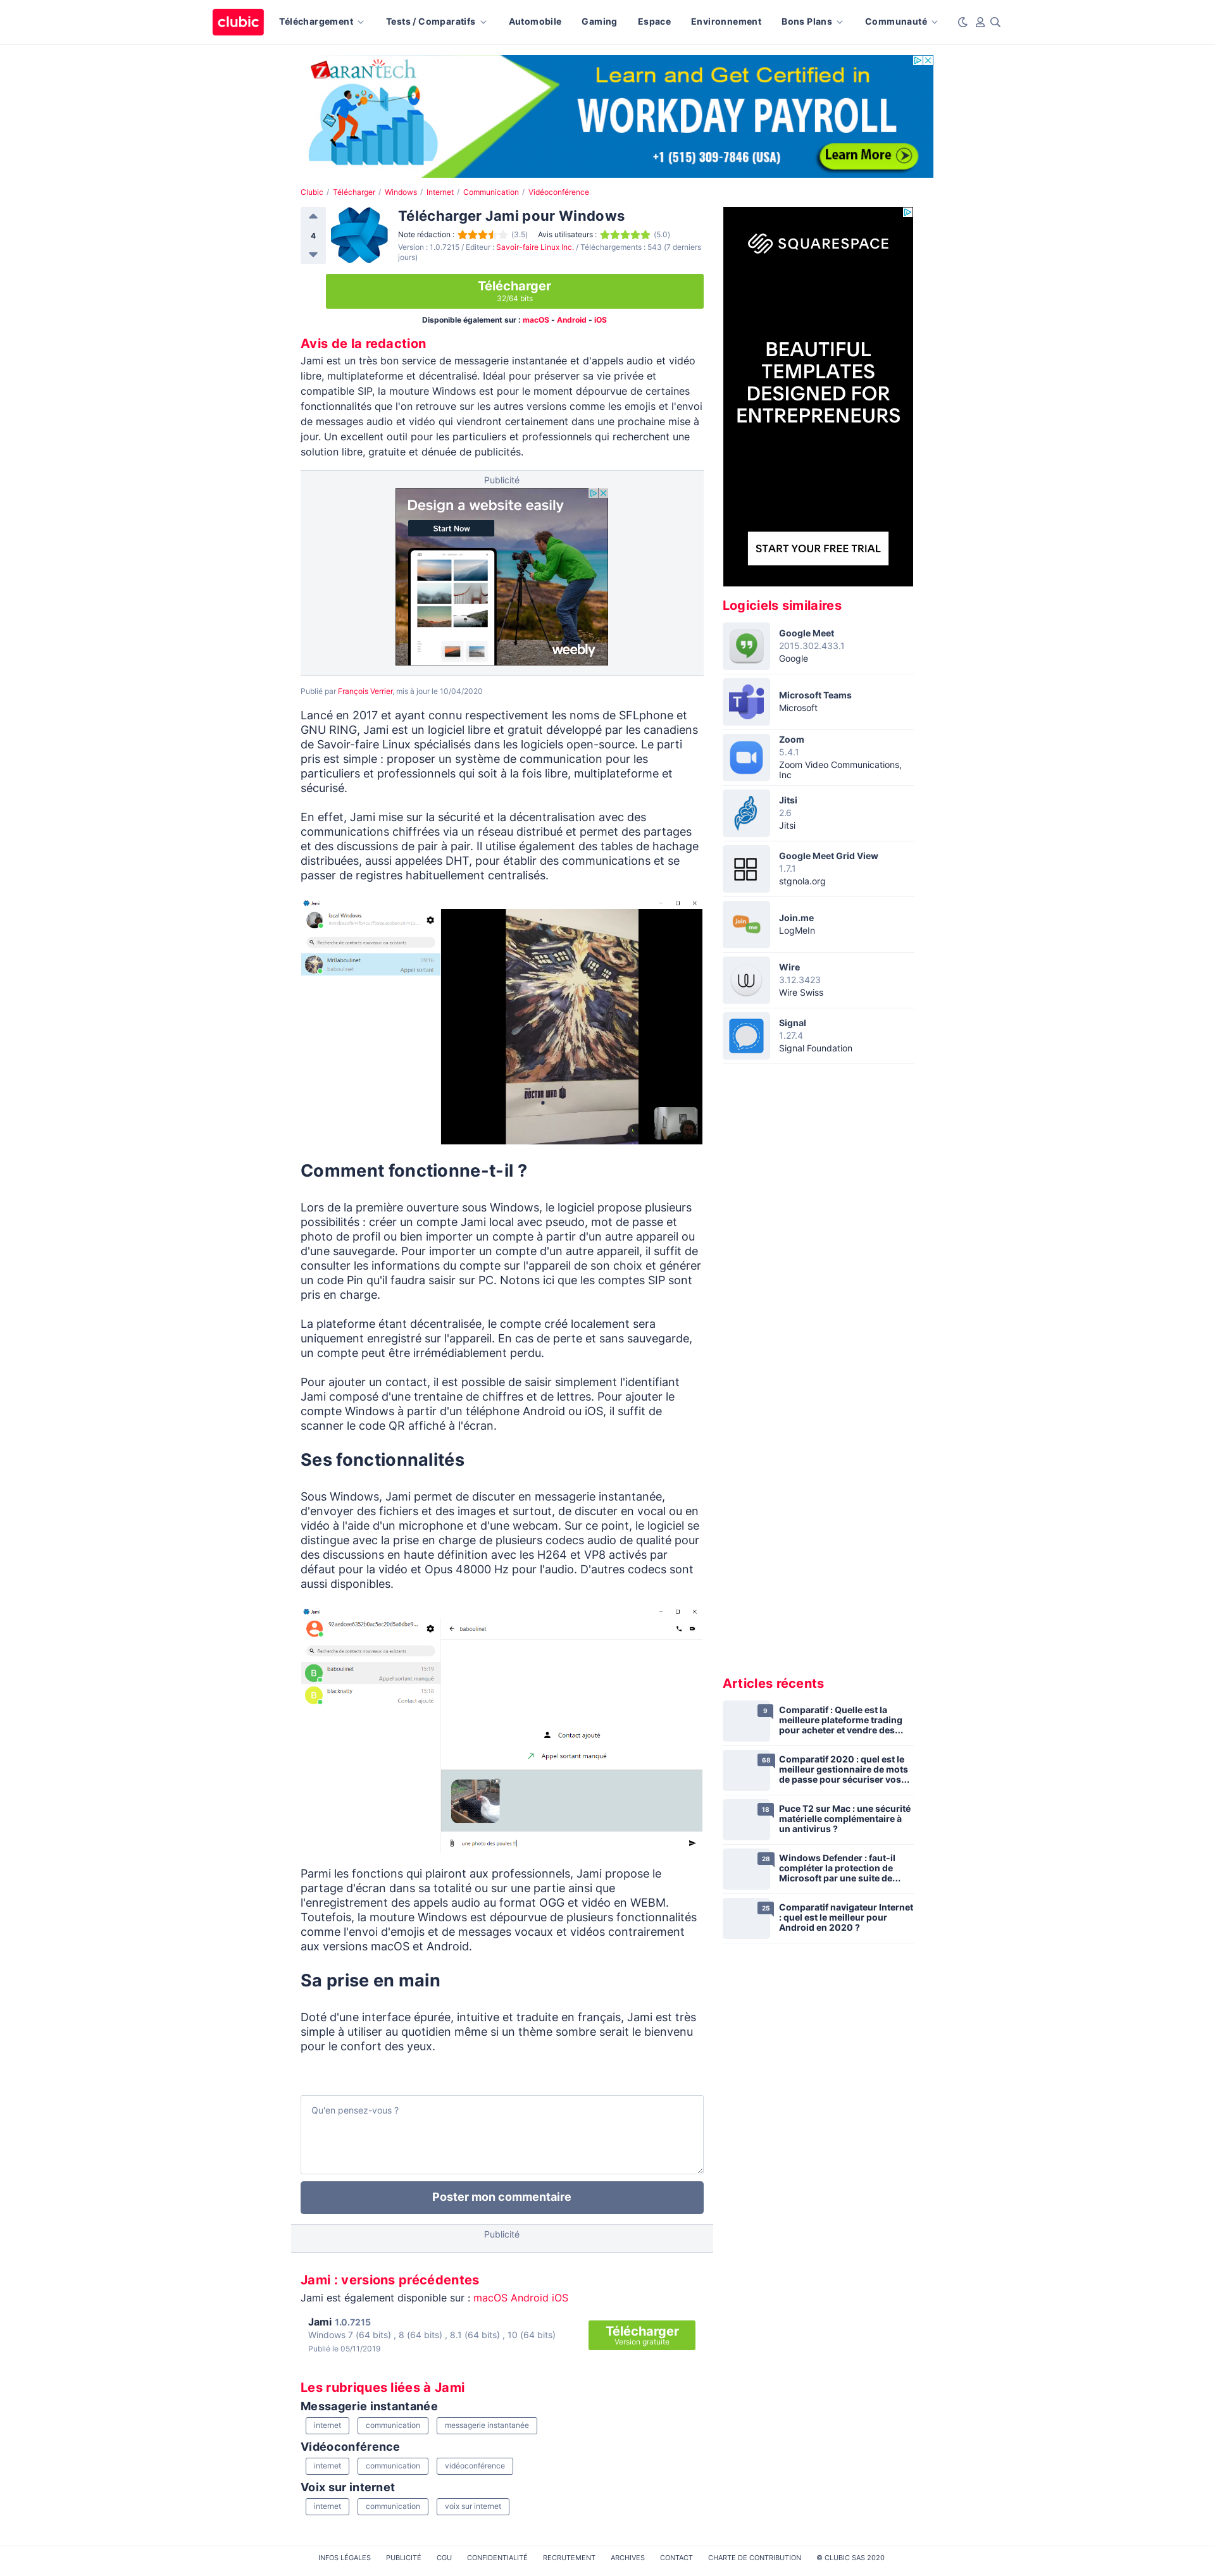 clubic
Téléchargement
Tests / Comparatifs
Automobile
Gaming
Espace
Environnement
Bons Plans
Communauté
ZARANTECH
Learn and Get Certified in
WORKDAY PAYROLL
+1 (515) 309-7846 (USA)
Learn More
Clubic / Télécharger / Windows / Internet / Communication / Vidéoconférence
4
Télécharger Jami pour Windows
Note rédaction : (3.5) Avis utilisateurs : (5.0)
Version : 1.0.7215 / Editeur : Savoir-faire Linux Inc. / Téléchargements : 543 (7 derniers
jours)
Télécharger
32/64 bits
Disponible également sur : macOS - Android - iOS
Avis de la redaction
Jami est un très bon service de messagerie instantanée et d'appels audio et vidéo
libre, multiplateforme et décentralisé. Idéal pour préserver sa vie privée et
compatible SIP, la mouture Windows est pour le moment dépourvue de certaines
fonctionnalités que l'on retrouve sur les autres versions comme les emojis et l'envoi
de messages audio et vidéo qui viendront certainement dans une prochaine mise à
jour. Un excellent outil pour les particuliers et professionnels qui recherchent une
solution libre, gratuite et dénuée de publicités.
Publicité
Design a website easily
Start Now
weebly
Publié par François Verrier, mis à jour le 10/04/2020
Lancé en 2017 et ayant connu respectivement les noms de SFLphone et
GNU RING, Jami est un logiciel libre et gratuit développé par les canadiens
de Savoir-faire Linux spécialisés dans les logiciels open-source. Le parti
pris est simple : proposer un système de communication pour les
particuliers et professionnels qui soit à la fois libre, multiplateforme et
sécurisé.
En effet, Jami mise sur la sécurité et la décentralisation avec des
communications chiffrées via un réseau distribué et permet des partages
et des discussions de pair à pair. Il utilise également des tables de hachage
distribuées, aussi appelées DHT, pour établir des communications et se
passer de registres habituellement centralisés.
Jami
local Windows
Recherche de contacts nouveaux ou existants
Mrllaboulinet
baboulinet
09:16
Appel exitant
DOCTOR WHO
Comment fonctionne-t-il ?
Lors de la première ouverture sous Windows, le logiciel propose plusieurs
possibilités : créer un compte Jami local avec pseudo, mot de passe et
photo de profil ou bien importer un compte à partir d'un autre appareil ou
d'une sauvegarde. Pour importer un compte d'un autre appareil, il suffit de
consulter les informations du compte sur l'appareil de son choix et générer
un code Pin qu'il faudra saisir sur PC. Notons ici que les comptes SIP sont
pris en charge.
La plateforme étant décentralisée, le compte créé localement sera
uniquement enregistré sur l'appareil. En cas de perte et sans sauvegarde,
un compte peut être irrémédiablement perdu.
Pour ajouter un contact, il est possible de saisir simplement l'identifiant
Jami composé d'une trentaine de chiffres et de lettres. Pour ajouter le
compte Windows à partir d'un téléphone Android ou iOS, il suffit de
scanner le code QR affiché à l'écran.
Ses fonctionnalités
Sous Windows, Jami permet de discuter en messagerie instantanée,
d'envoyer des fichiers et des images et surtout, de discuter en vocal ou en
vidéo à l'aide d'un microphone et d'une webcam. Sur ce point, le logiciel se
distingue avec la prise en charge de plusieurs codecs audio de qualité pour
des discussions en haute définition avec les H264 et VP8 activés par
défaut pour la vidéo et Opus 48000 Hz pour l'audio. D'autres codecs sont
aussi disponibles.
Jami
Recherche de contacts nouveaux ou existants
B baboulinet 11:19
Appel sortant manqué
B blacknelly 11:18
Contact ajouté
baboulinet
Contact ajouté
Appel sortant manqué
une photo des poules !!
Parmi les fonctions qui plairont aux professionnels, Jami propose le
partage d'écran dans sa totalité ou sur une partie ainsi que
l'enregistrement des appels audio au format OGG et vidéo en WEBM.
Toutefois, la mouture Windows est dépourvue de plusieurs fonctionnalités
comme l'envoi d'emojis et de messages vocaux et vidéos contrairement
aux versions macOS et Android.
Sa prise en main
Doté d'une interface épurée, intuitive et traduite en français, Jami est très
simple à utiliser au quotidien même si un thème sombre serait le bienvenu
pour le confort des yeux.
Qu'en pensez-vous ?
Poster mon commentaire
Publicité
Jami : versions précédentes
Jami est également disponible sur : macOS Android iOS
Jami 1.0.7215
Windows 7 (64 bits) , 8 (64 bits) , 8.1 (64 bits) , 10 (64 bits)
Publié le 05/11/2019
Télécharger
Version gratuite
Les rubriques liées à Jami
Messagerie instantanée
internet
communication
messagerie instantanée
Vidéoconférence
internet
communication
vidéoconférence
Voix sur internet
internet
communication
voix sur internet
SQUARESPACE
BEAUTIFUL
TEMPLATES
DESIGNED FOR
ENTREPRENEURS
START YOUR FREE TRIAL
Logiciels similaires
Google Meet
2015.302.433.1
Google
Microsoft Teams
Microsoft
Zoom
5.4.1
Zoom Video Communications,
Inc
Jitsi
2.6
Jitsi
Google Meet Grid View
1.7.1
stgnola.org
join.
me
Join.me
LogMeIn
Wire
3.12.3423
Wire Swiss
Signal
1.27.4
Signal Foundation
Articles récents
9
Comparatif : Quelle est la
meilleure plateforme trading
pour acheter et vendre des...
68
Comparatif 2020 : quel est le
meilleur gestionnaire de mots
de passe pour sécuriser vos...
18
Puce T2 sur Mac : une sécurité
matérielle complémentaire à
un antivirus ?
28
Windows Defender : faut-il
compléter la protection de
Microsoft par une suite de...
25
Comparatif navigateur Internet
: quel est le meilleur pour
Android en 2020 ?
INFOS LÉGALES
PUBLICITÉ
CGU
CONFIDENTIALITÉ
RECRUTEMENT
ARCHIVES
CONTACT
CHARTE DE CONTRIBUTION
© CLUBIC SAS 2020